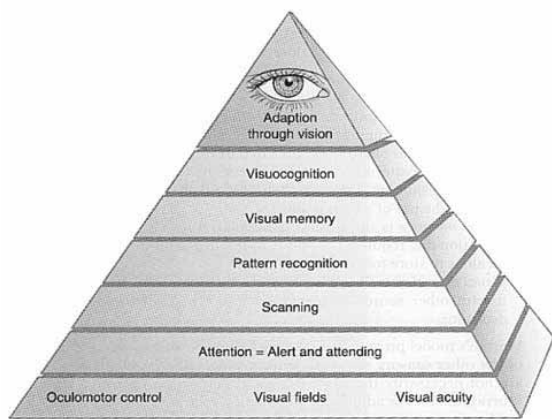 Adaption
through vision
Visuocognition
Visual memory
Pattern recognition
Scanning
Attention = Alert and attending
Oculomotor control Visual fields Visual acuity